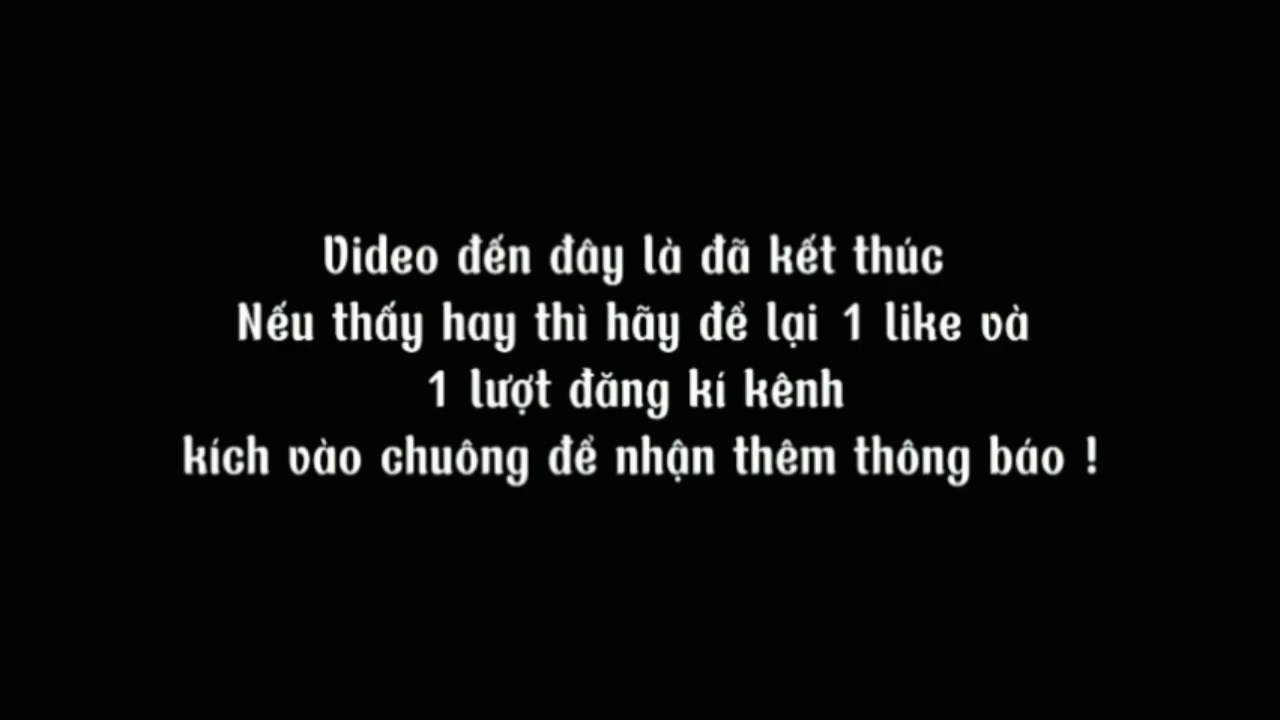 Video đến đây là đã kết thúc
Nếu thấy hay thì hãy để lại 1 like và
1 lượt đăng kí kênh
kích vào chuông để nhận thêm thông báo !